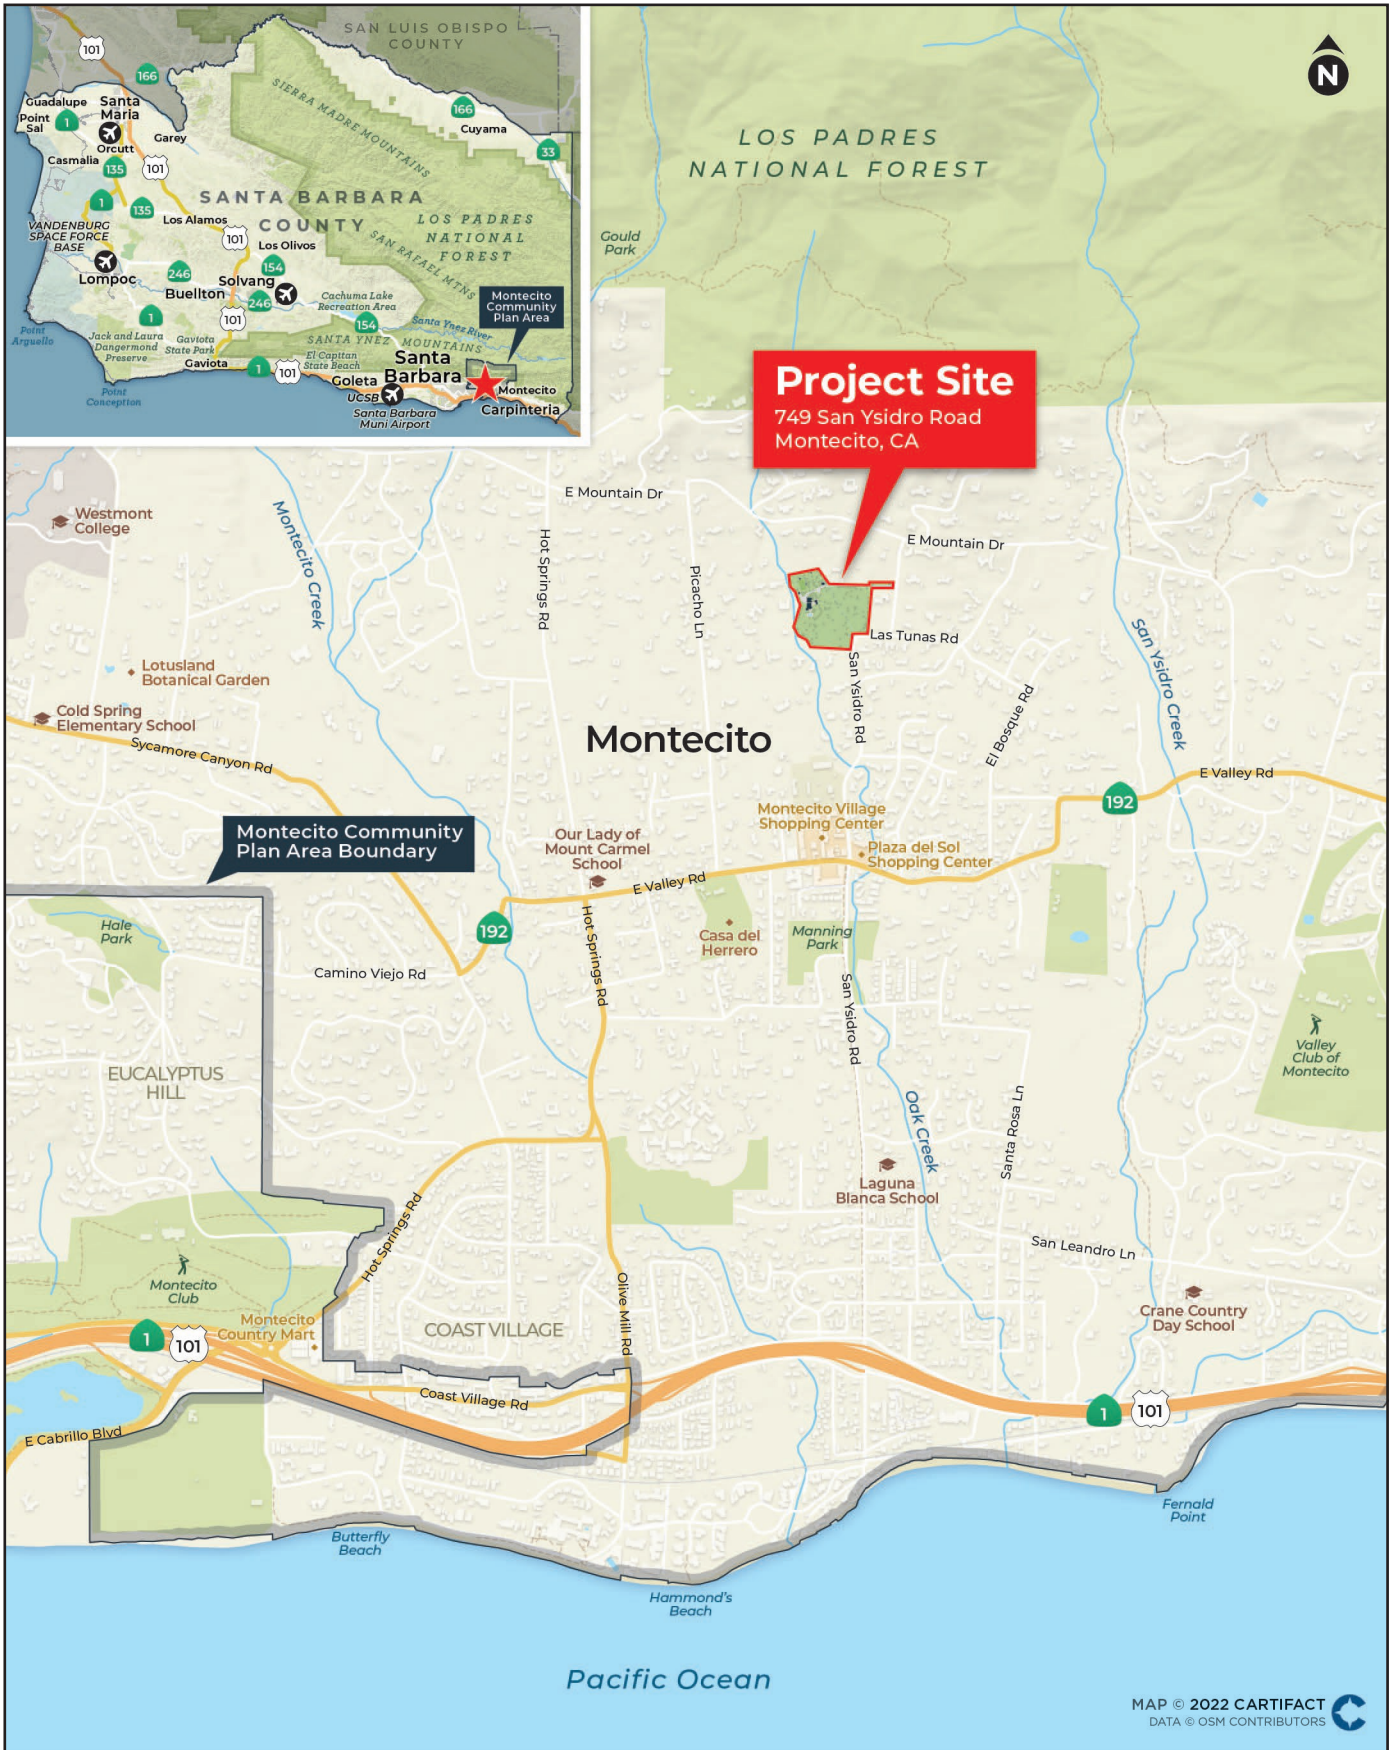 SAN LUIS OBISPO
COUNTY
101
166
Guadalupe
Santa
Maria
Point
Sal
1
Orcutt
Garey
Casmalia
135
101
SIERRA MADRE MOUNTAINS
166
Cuyama
33
1
135
SANTA BARBARA
COUNTY
Los Alamos
VANDENBURG
SPACE FORCE
BASE
101
Los Olivos
LOS PADRES
NATIONAL
FOREST
SAN RAFAEL MTNS
Lompoc
246
154
Solvang
Buellton
246
Cachuma Lake
Recreation Area
Montecito
Community
Plan Area
1
101
154
Santa Ynez River
Point
Arguello
Jack and Laura
Dangermond
Preserve
Gaviota
State Park
SANTA YNEZ MOUNTAINS
Gaviota
1
101
El Capitan
State Beach
Santa
Barbara
Goleta
UCSB
Montecito
Carpinteria
Point
Conception
Santa Barbara
Muni Airport
N
LOS PADRES
NATIONAL FOREST
Gould
Park
Project Site
749 San Ysidro Road
Montecito, CA
E Mountain Dr
Westmont
College
Montecito Creek
Hot Springs Rd
Picacho Ln
E Mountain Dr
Las Tunas Rd
San Ysidro Rd
San Ysidro Creek
Lotusland
Botanical Garden
Cold Spring
Elementary School
Sycamore Canyon Rd
Montecito
El Bosque Rd
E Valley Rd
192
Montecito Village
Shopping Center
Plaza del Sol
Shopping Center
Montecito Community
Plan Area Boundary
Our Lady of
Mount Carmel
School
E Valley Rd
192
Hot Springs Rd
Casa del
Herrero
Manning
Park
Hale
Park
Camino Viejo Rd
San Ysidro Rd
Valley
Club of
Montecito
EUCALYPTUS
HILL
Oak Creek
Santa Rosa Ln
Laguna
Blanca School
Hot Springs Rd
San Leandro Ln
Montecito
Club
Olive Mill Rd
Crane Country
Day School
Montecito
Country Mart
1
101
COAST VILLAGE
Coast Village Rd
1
101
E Cabrillo Blvd
Fernald
Point
Butterfly
Beach
Hammond's
Beach
Pacific Ocean
MAP © 2022 CARTIFACT
DATA © OSM CONTRIBUTORS